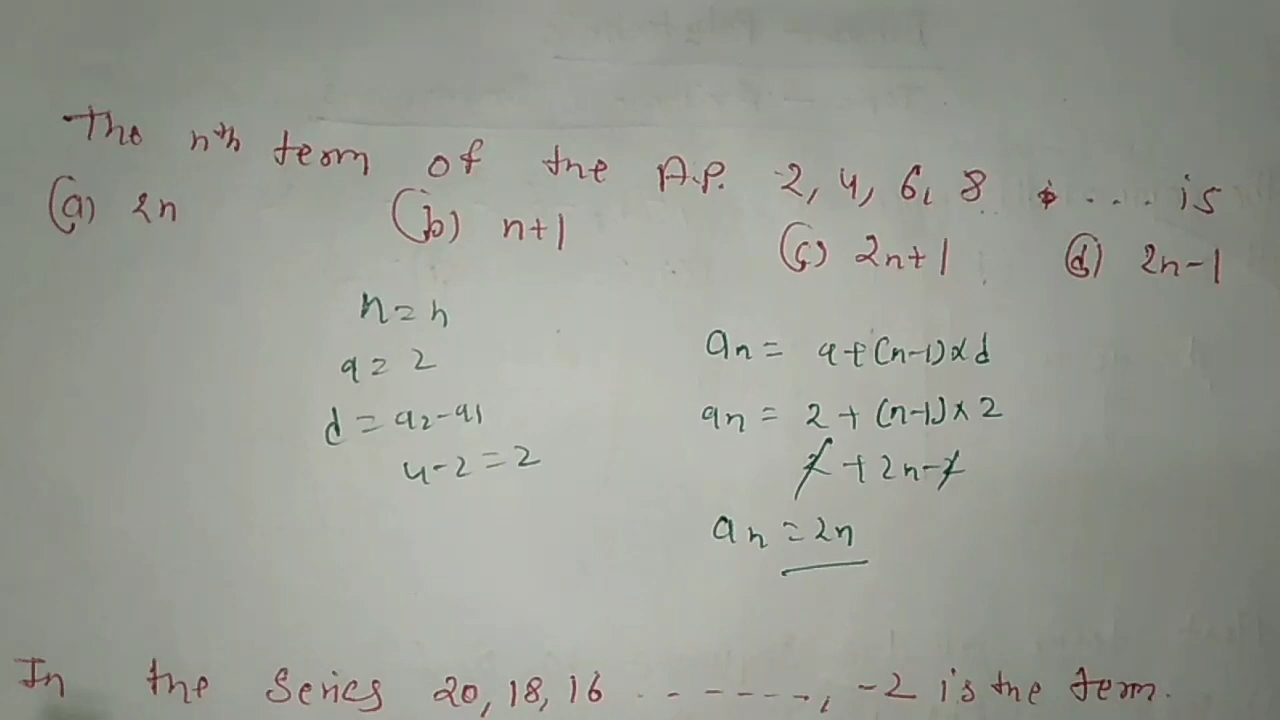 The nth term of the A.P. 2, 4, 6, 8 .... is
(a) 2n (b) n+1 (c) 2n+1 (d) 2n-1
n=n
a=2
d=a2-a1
4-2=2
an = a+(n-1)×d
an = 2+(n-1)×2
2+2n-2
an =2n
In the Series 20, 18, 16 -------, -2 is the term.